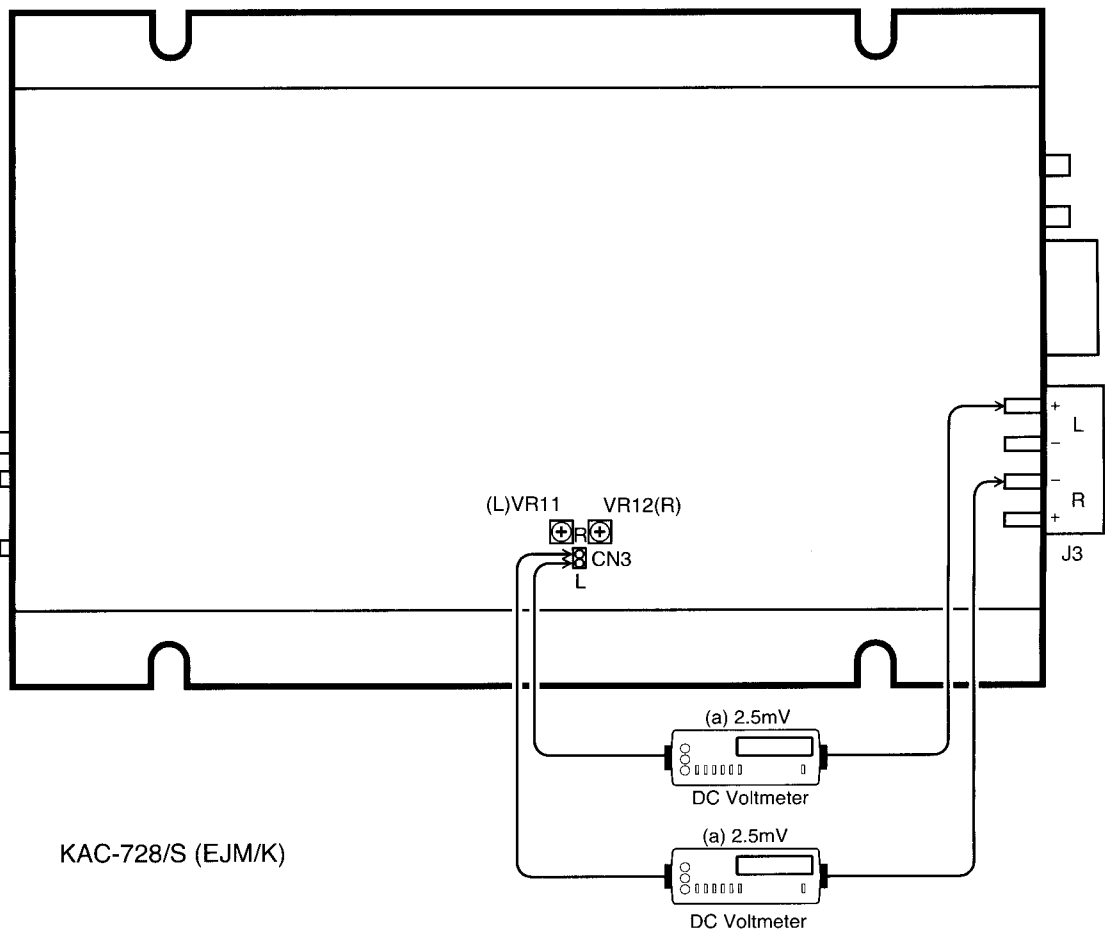 +
L
−
−
R
+
J3
(L)VR11
VR12(R)
R
CN3
L
(a) 2.5mV
DC Voltmeter
(a) 2.5mV
DC Voltmeter
KAC-728/S (EJM/K)